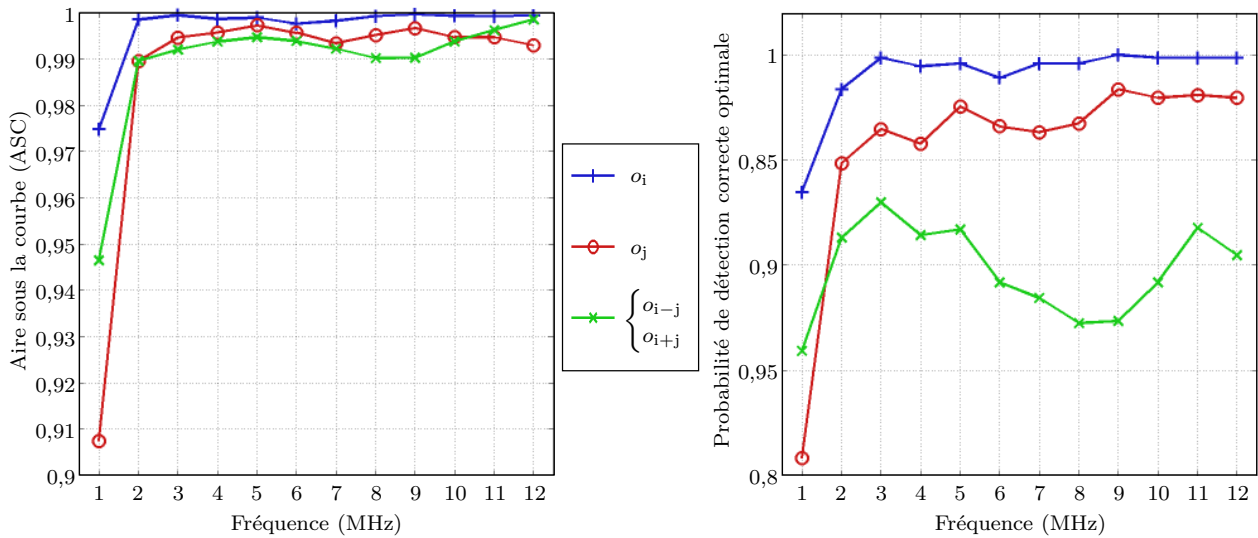 Aire sous la courbe (ASC)
1
0,99
0,98
0,97
0,96
0,95
0,94
0,93
0,92
0,91
0,9
1 2 3 4 5 6 7 8 9 10 11 12
Fréquence (MHz)
o_i
o_j
o_{i−j}
o_{i+j}
Probabilité de détection correcte optimale
1
0,85
0,9
0,95
0,8
1 2 3 4 5 6 7 8 9 10 11 12
Fréquence (MHz)